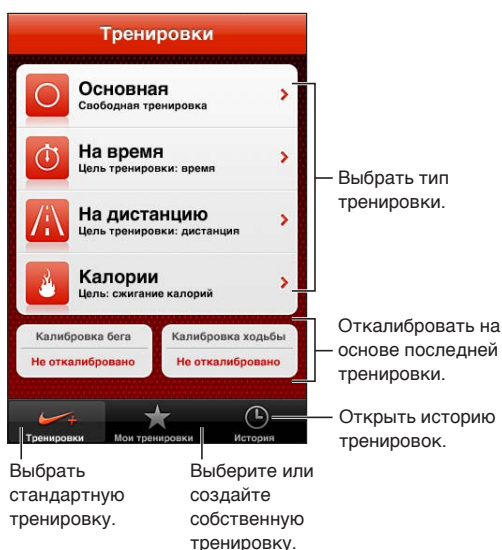 Тренировки
Основная
Свободная тренировка
На время
Цель тренировки: время
На дистанцию
Цель тренировки: дистанция
Калории
Цель: сжигание калорий
Выбрать тип
тренировки.
Калибровка бега
Не откалибровано
Калибровка ходьбы
Не откалибровано
Откалибровать на
основе последней
тренировки.
Тренировки
Мои тренировки
История
Открыть историю
тренировок.
Выбрать
стандартную
тренировку.
Выберите или
создайте
собственную
тренировку.